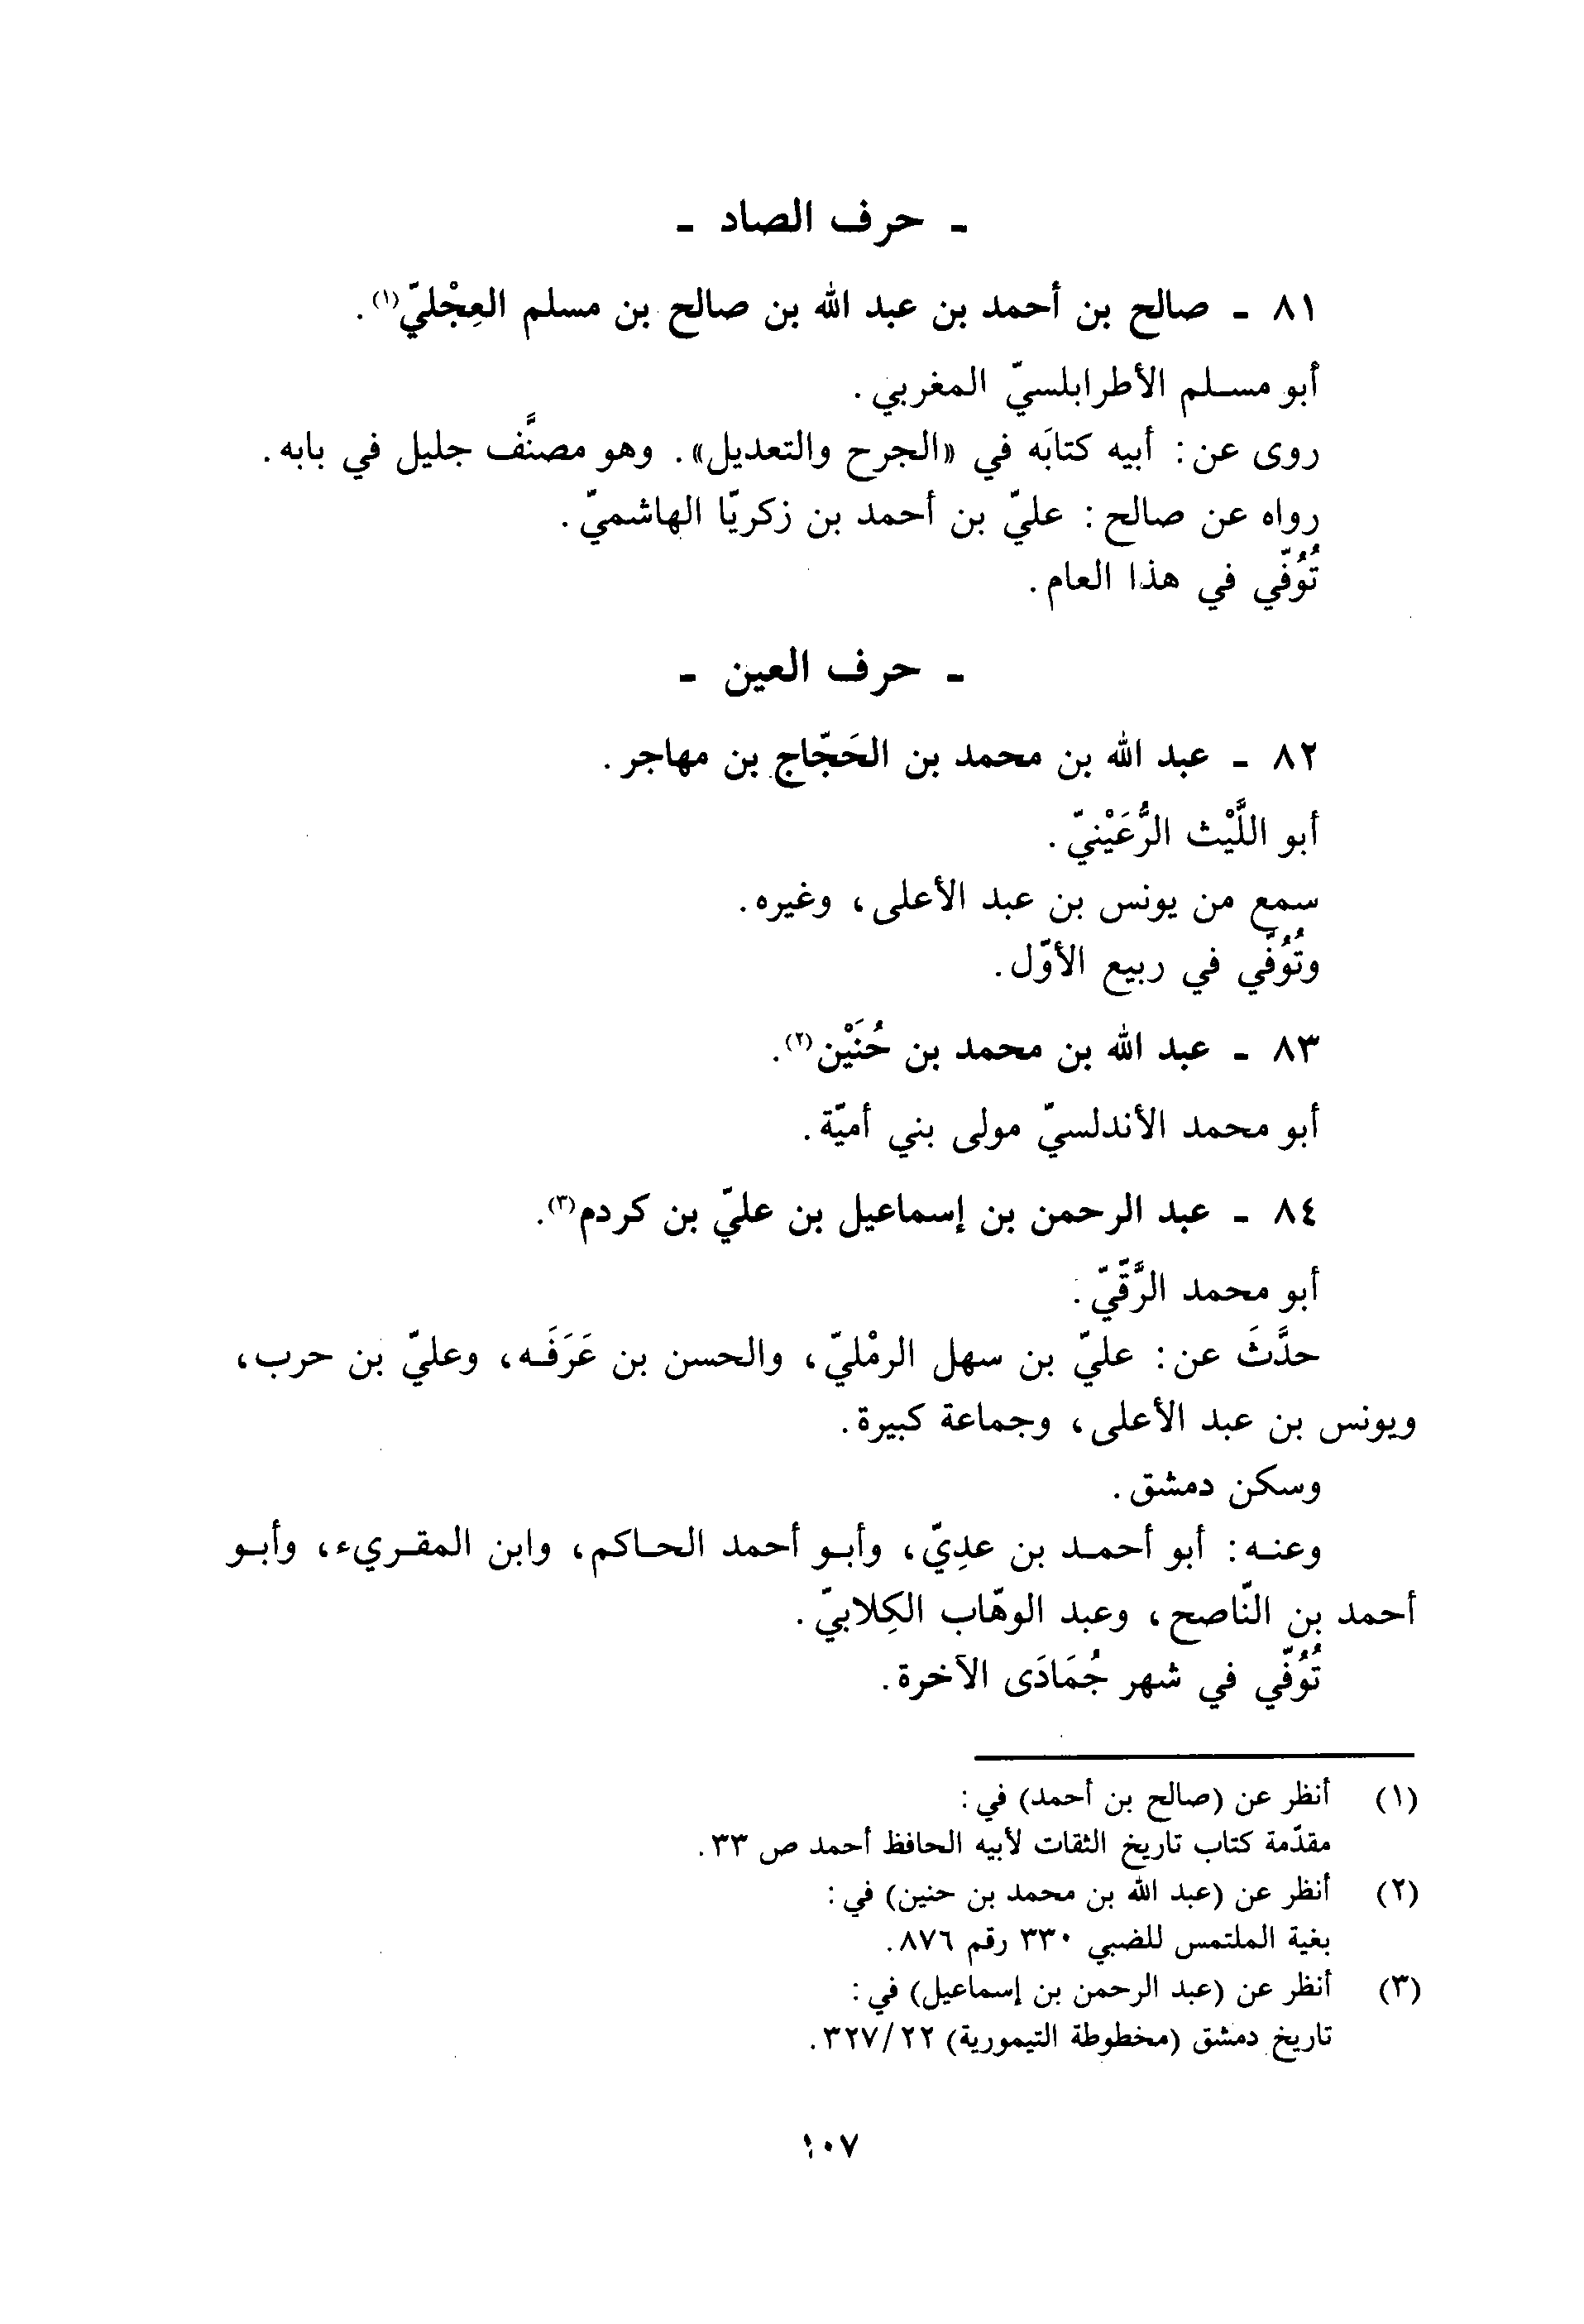 - حرف الصاد -
٨١ - صالح بن أحمد بن عبد الله بن صالح بن مسلم العِجْليّ(١).
أبو مسلم الأطرابلسيّ المغربي.
روى عن: أبيه كتابَه في «الجرح والتعديل». وهو مصنَّف جليل في بابه.
رواه عن صالح: عليّ بن أحمد بن زكريّا الهاشميّ.
تُوُفّي في هذا العام.
- حرف العين -
٨٢ - عبد الله بن محمد بن الحَجّاج بن مهاجر.
أبو اللَّيْث الرُّعَيْنيّ.
سمع من يونس بن عبد الأعلى، وغيره.
وتُوُفّي في ربيع الأوّل.
٨٣ - عبد الله بن محمد بن حُنَيْن(٢).
أبو محمد الأندلسيّ مولى بني أميّة.
٨٤ - عبد الرحمن بن إسماعيل بن عليّ بن كردم(٣).
أبو محمد الرَّقّيّ.
حدَّثَ عن: عليّ بن سهل الرمْليّ، والحسن بن عَرَفَه، وعليّ بن حرب،
ويونس بن عبد الأعلى، وجماعة كبيرة.
وسكن دمشق.
وعنه: أبو أحمد بن عدِيّ، وأبو أحمد الحاكم، وابن المقريء، وأبو
أحمد بن النّاصح، وعبد الوهّاب الكِلابيّ.
تُوُفّي في شهر جُمَادَى الآخرة.
(١) أنظر عن (صالح بن أحمد) في:
مقدّمة كتاب تاريخ الثقات لأبيه الحافظ أحمد ص ٣٣.
(٢) أنظر عن (عبد الله بن محمد بن حنين) في:
بغية الملتمس للضبي ٣٣٠ رقم ٨٧٦.
(٣) أنظر عن (عبد الرحمن بن إسماعيل) في:
تاريخ دمشق (مخطوطة التيمورية) ٢٢/٣٢٧.
١٠٧